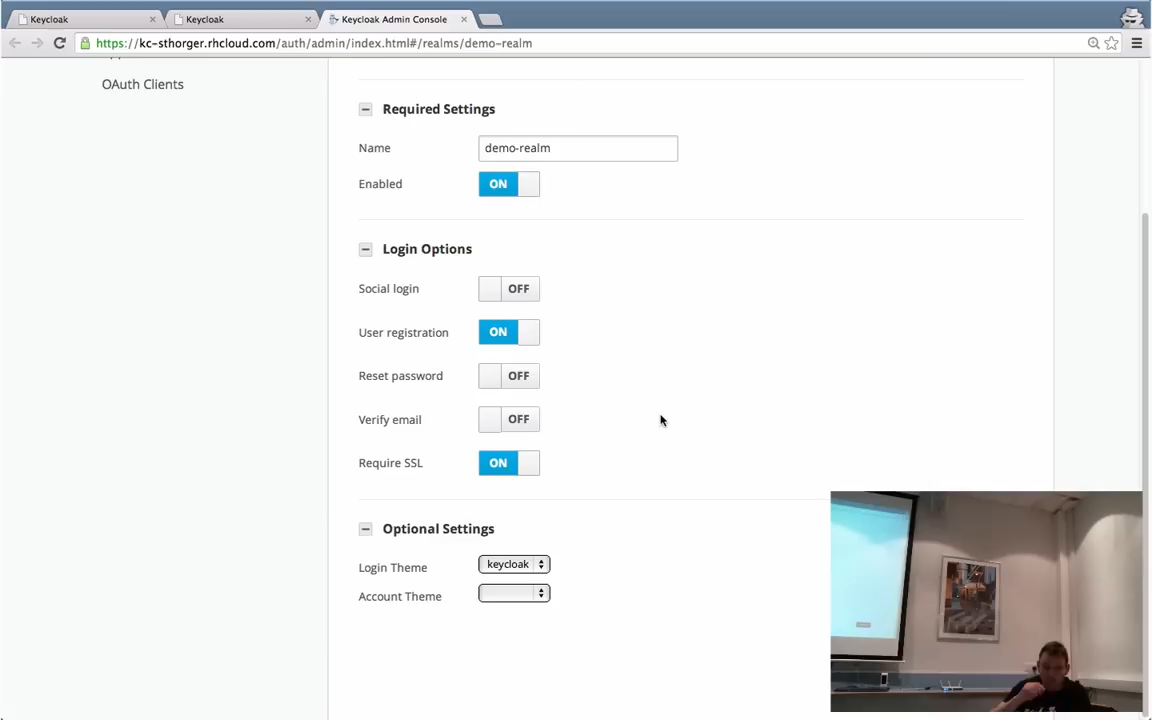 Keycloak
Keycloak
Keycloak Admin Console
https://kc-sthorger.rhcloud.com/auth/admin/index.html#/realms/demo-realm
OAuth Clients
Required Settings
Name demo-realm
Enabled ON
Login Options
Social login OFF
User registration ON
Reset password OFF
Verify email OFF
Require SSL ON
Optional Settings
Login Theme keycloak
Account Theme